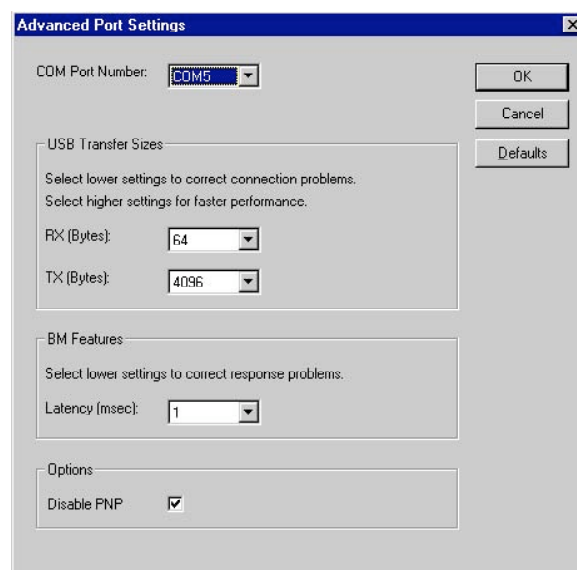 Advanced Port Settings
COM Port Number: COM5
OK
Cancel
Defaults
USB Transfer Sizes
Select lower settings to correct connection problems.
Select higher settings for faster performance.
RX (Bytes): 64
TX (Bytes): 4096
BM Features
Select lower settings to correct response problems.
Latency (msec): 1
Options
Disable PNP